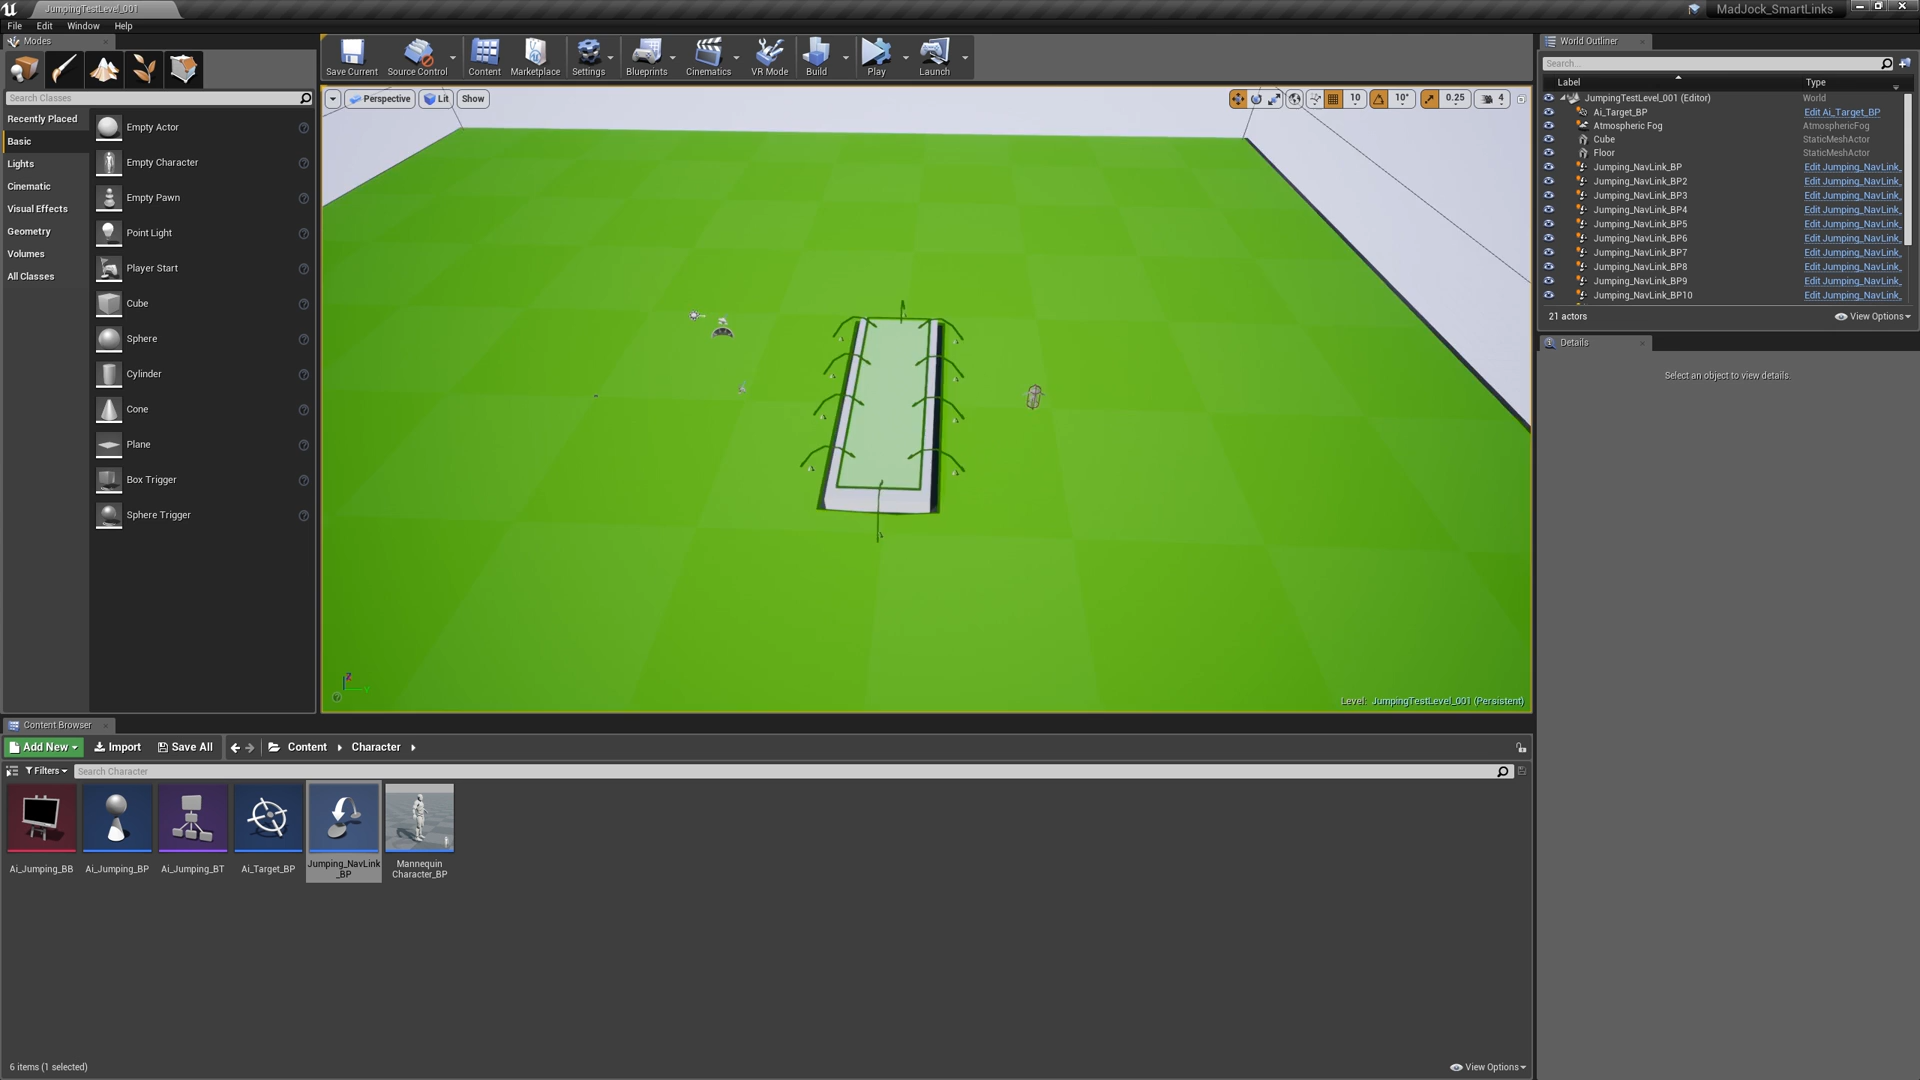 JumpingTestLevel_001
MadJock_SmartLinks
File Edit Window Help
Modes
Search Classes
Recently Placed
Basic
Lights
Cinematic
Visual Effects
Geometry
Volumes
All Classes
Empty Actor
Empty Character
Empty Pawn
Point Light
Player Start
Cube
Sphere
Cylinder
Cone
Plane
Box Trigger
Sphere Trigger
Save Current Source Control Content Marketplace Settings Blueprints Cinematics VR Mode Build Play Launch
Perspective Lit Show
10 10° 0.25 4
Z
Y
Level: JumpingTestLevel_001 (Persistent)
World Outliner
Search...
Label Type
JumpingTestLevel_001 (Editor) World
Ai_Target_BP Edit Ai_Target_BP
Atmospheric Fog AtmosphericFog
Cube StaticMeshActor
Floor StaticMeshActor
Jumping_NavLink_BP Edit Jumping_NavLink_
Jumping_NavLink_BP2 Edit Jumping_NavLink_
Jumping_NavLink_BP3 Edit Jumping_NavLink_
Jumping_NavLink_BP4 Edit Jumping_NavLink_
Jumping_NavLink_BP5 Edit Jumping_NavLink_
Jumping_NavLink_BP6 Edit Jumping_NavLink_
Jumping_NavLink_BP7 Edit Jumping_NavLink_
Jumping_NavLink_BP8 Edit Jumping_NavLink_
Jumping_NavLink_BP9 Edit Jumping_NavLink_
Jumping_NavLink_BP10 Edit Jumping_NavLink_
21 actors View Options
Details
Select an object to view details.
Content Browser
Add New Import Save All Content Character
Filters Search Character
Ai_Jumping_BB
Ai_Jumping_BP
Ai_Jumping_BT
Ai_Target_BP
Jumping_NavLink
_BP
Mannequin
Character_BP
6 items (1 selected) View Options